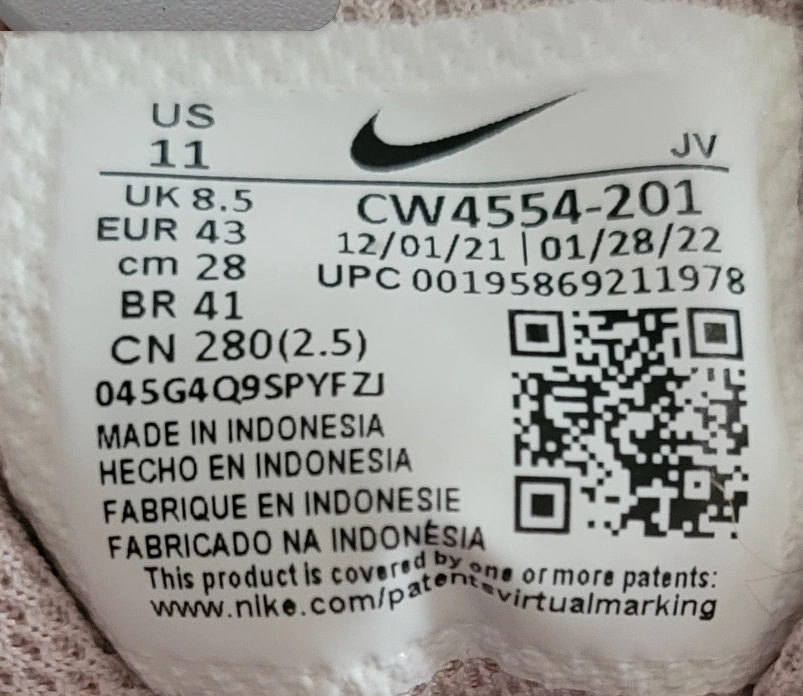 US
11
JV
UK 8.5
EUR 43
cm 28
BR 41
CN 280(2.5)
CW4554-201
12/01/21 | 01/28/22
UPC 00195869211978
045G4Q9SPYFZJ
MADE IN INDONESIA
HECHO EN INDONESIA
FABRIQUE EN INDONESIE
FABRICADO NA INDONÉSIA
This product is covered by one or more patents:
www.nike.com/patentsvirtualmarking